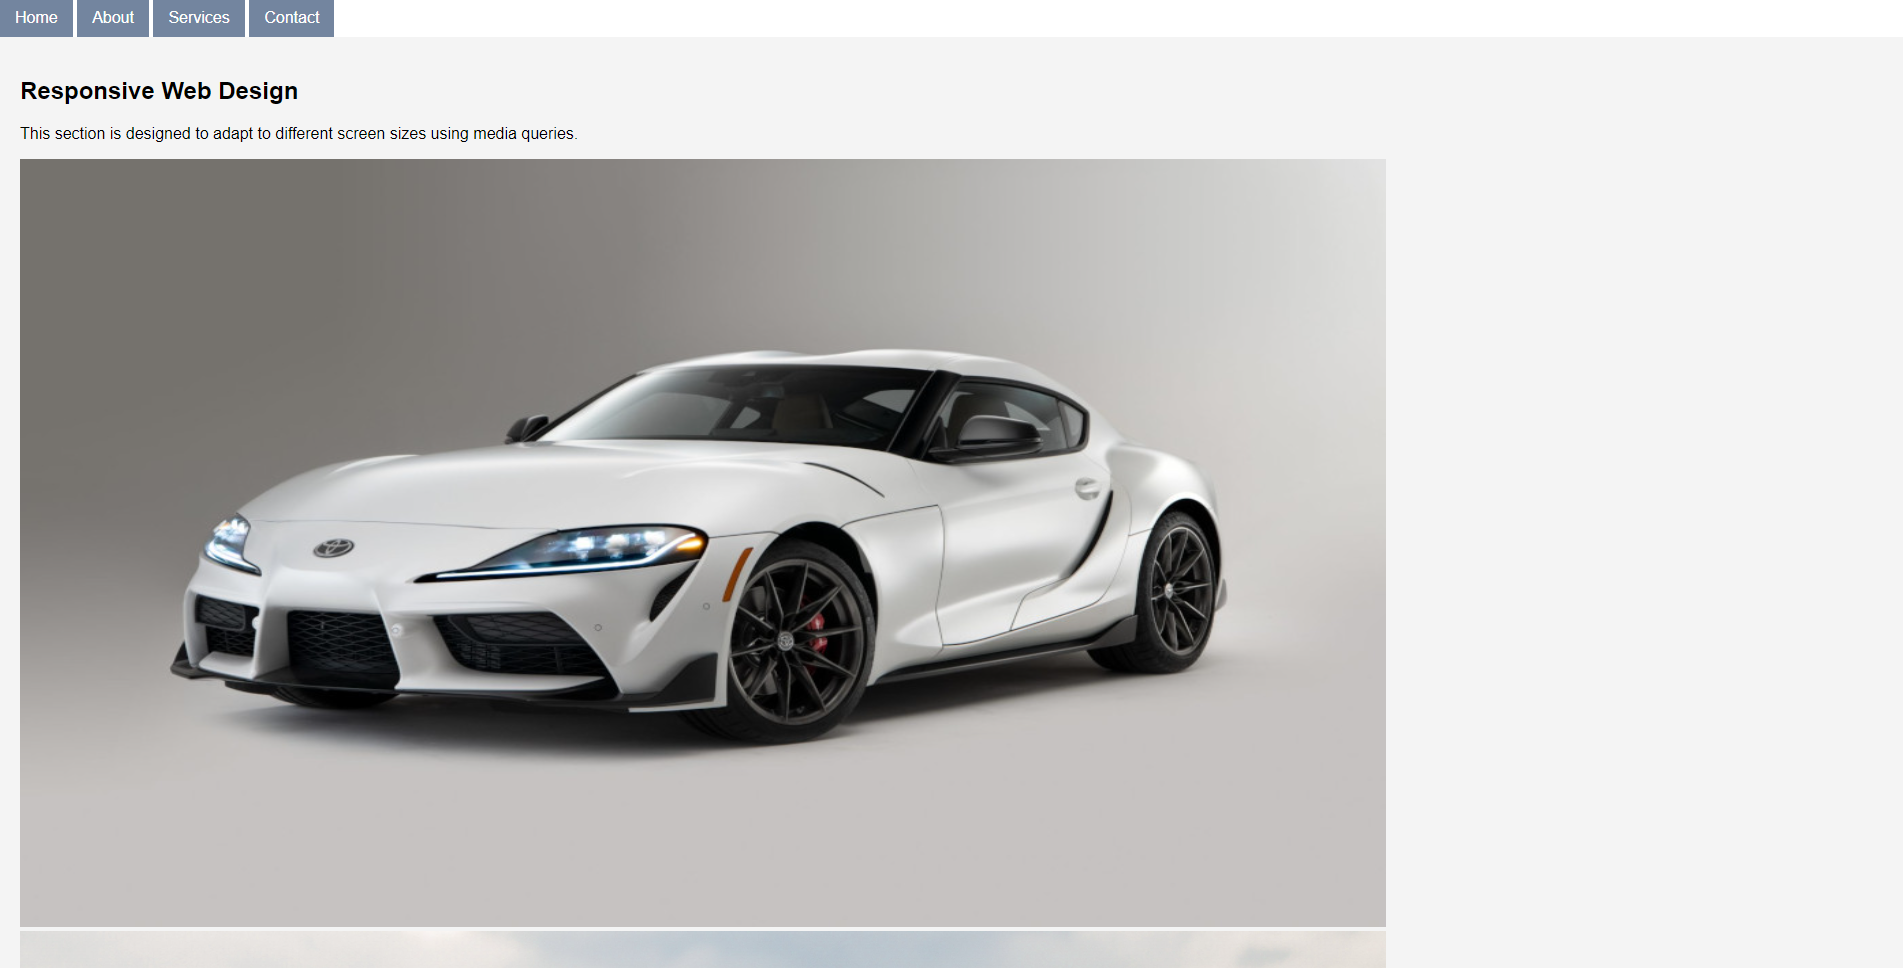 Home About Services Contact
Responsive Web Design
This section is designed to adapt to different screen sizes using media queries.